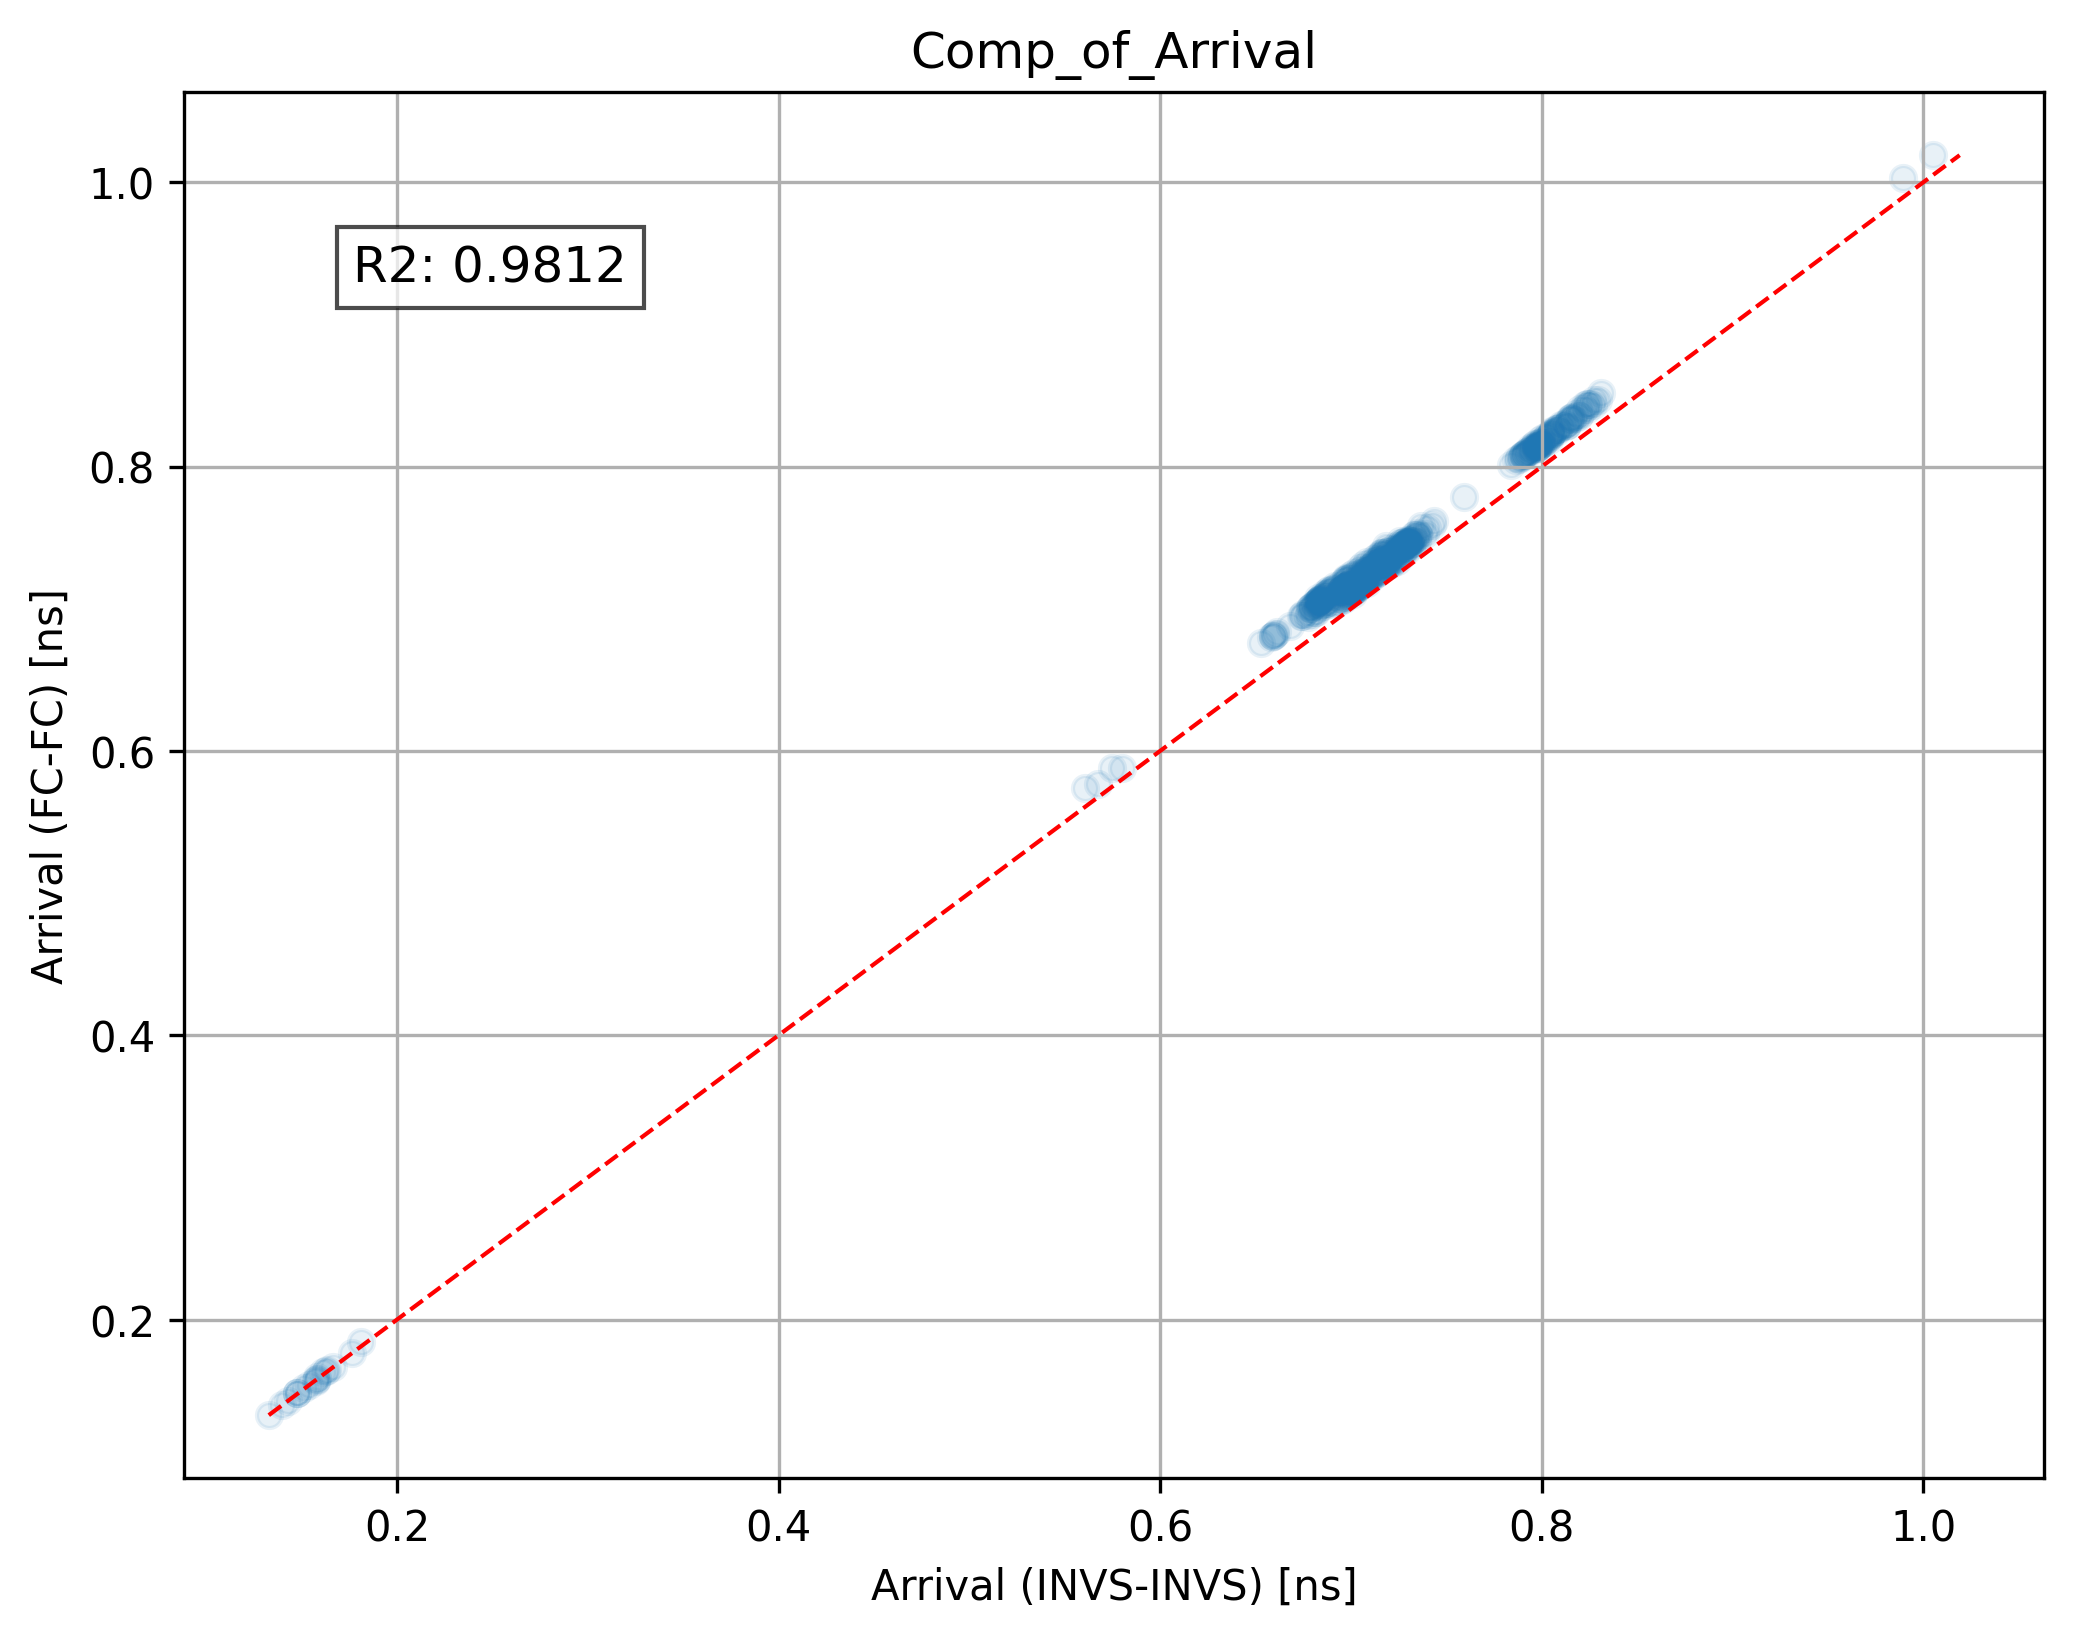 Comp_of_Arrival
R2: 0.9812
Arrival (FC-FC) [ns]
1.0
0.8
0.6
0.4
0.2
0.2 0.4 0.6 0.8 1.0
Arrival (INVS-INVS) [ns]